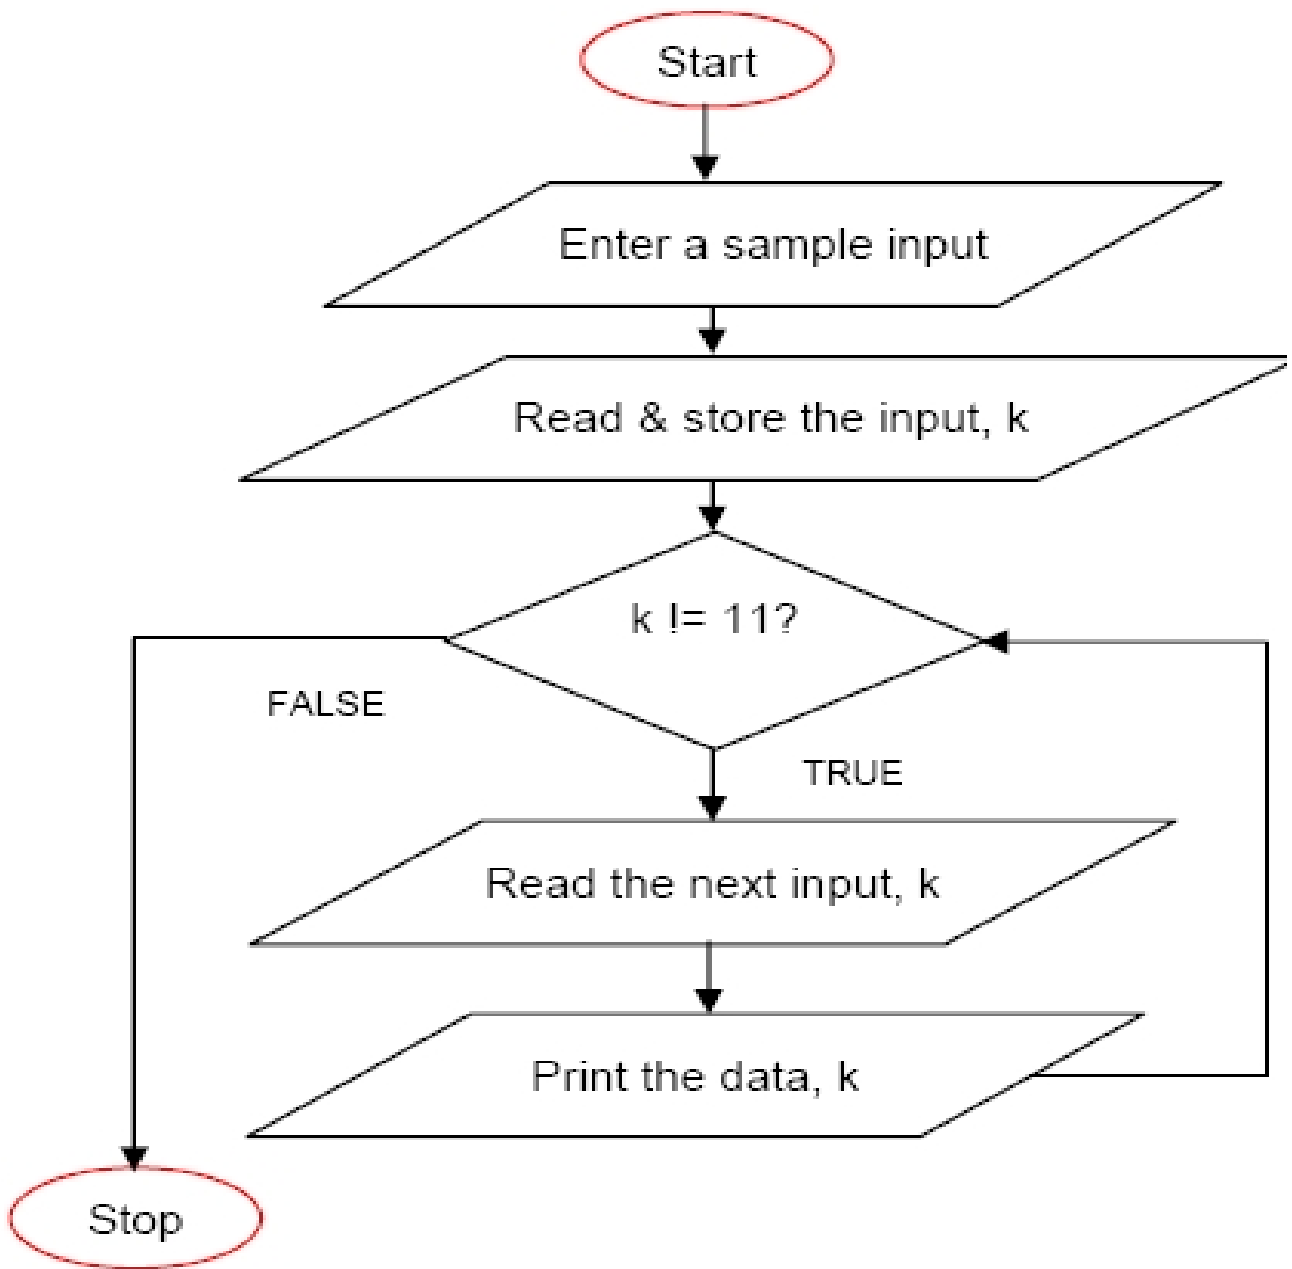 Start
Enter a sample input
Read & store the input, k
k != 11?
FALSE
TRUE
Read the next input, k
Print the data, k
Stop